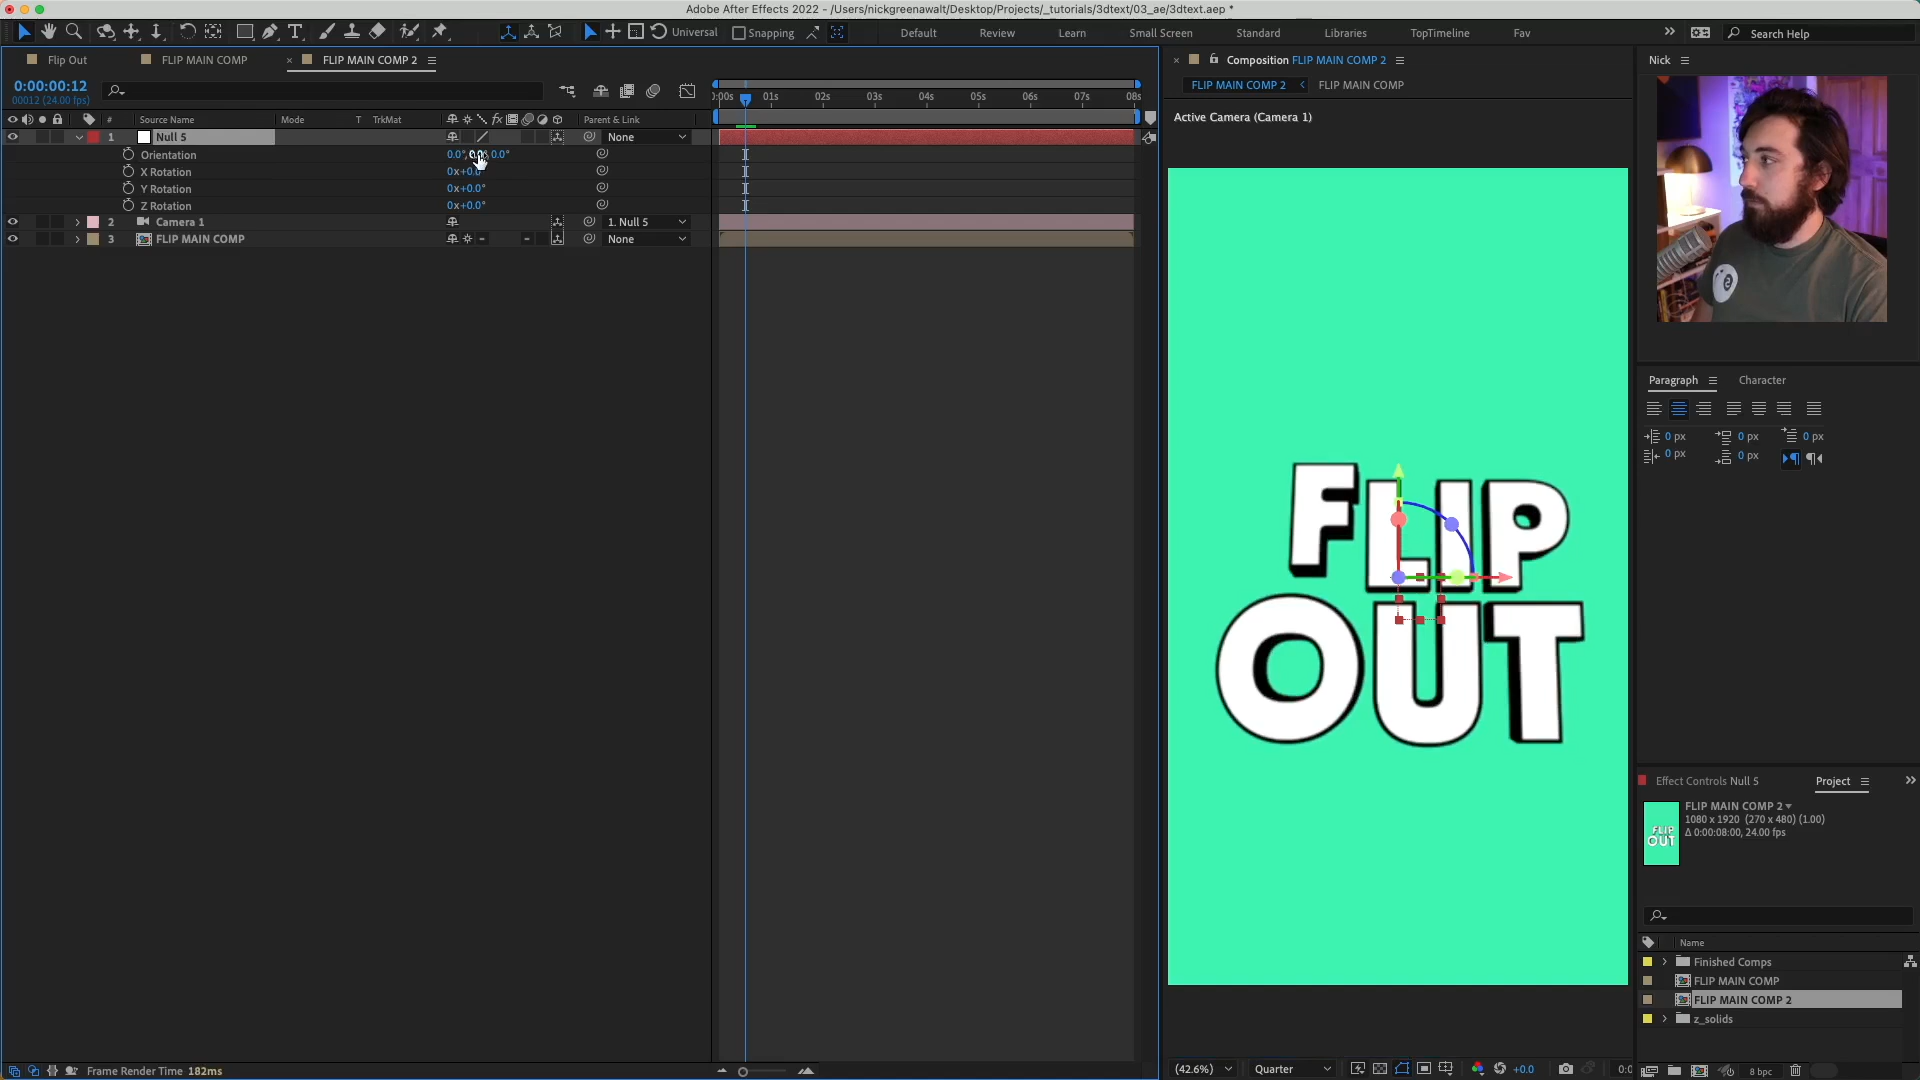 Adobe After Effects 2022 - /Users/nickgreenawalt/Desktop/Projects/_tutorials/3dtext/03_ae/3dtext.aep *
Universal
Snapping
Default
Review
Learn
Small Screen
Standard
Libraries
TopTimeline
Fav
Search Help
Flip Out
FLIP MAIN COMP
FLIP MAIN COMP 2
Composition FLIP MAIN COMP 2
Nick
0:00:00:12
00012 (24.00 fps)
01s 02s 03s 04s 05s 06s 07s 08s
FLIP MAIN COMP 2
FLIP MAIN COMP
# Source Name Mode T TrkMat fx Parent & Link
Active Camera (Camera 1)
1 Null 5 None
Orientation 0.0°, 0.0°, 0.0°
X Rotation 0x+0.0
Y Rotation 0x+0.0°
Z Rotation 0x+0.0°
2 Camera 1 1. Null 5
3 FLIP MAIN COMP None
FLIP
OUT
Paragraph
Character
0 px 0 px 0 px
0 px 0 px
Effect Controls Null 5
Project
FLIP MAIN COMP 2
1080 x 1920 (270 x 480) (1.00)
Δ 0:00:08:00, 24.00 fps
FLIP
OUT
Name
Finished Comps
FLIP MAIN COMP
FLIP MAIN COMP 2
z_solids
Frame Render Time 182ms
(42.6%)
Quarter
+0.0
8 bpc